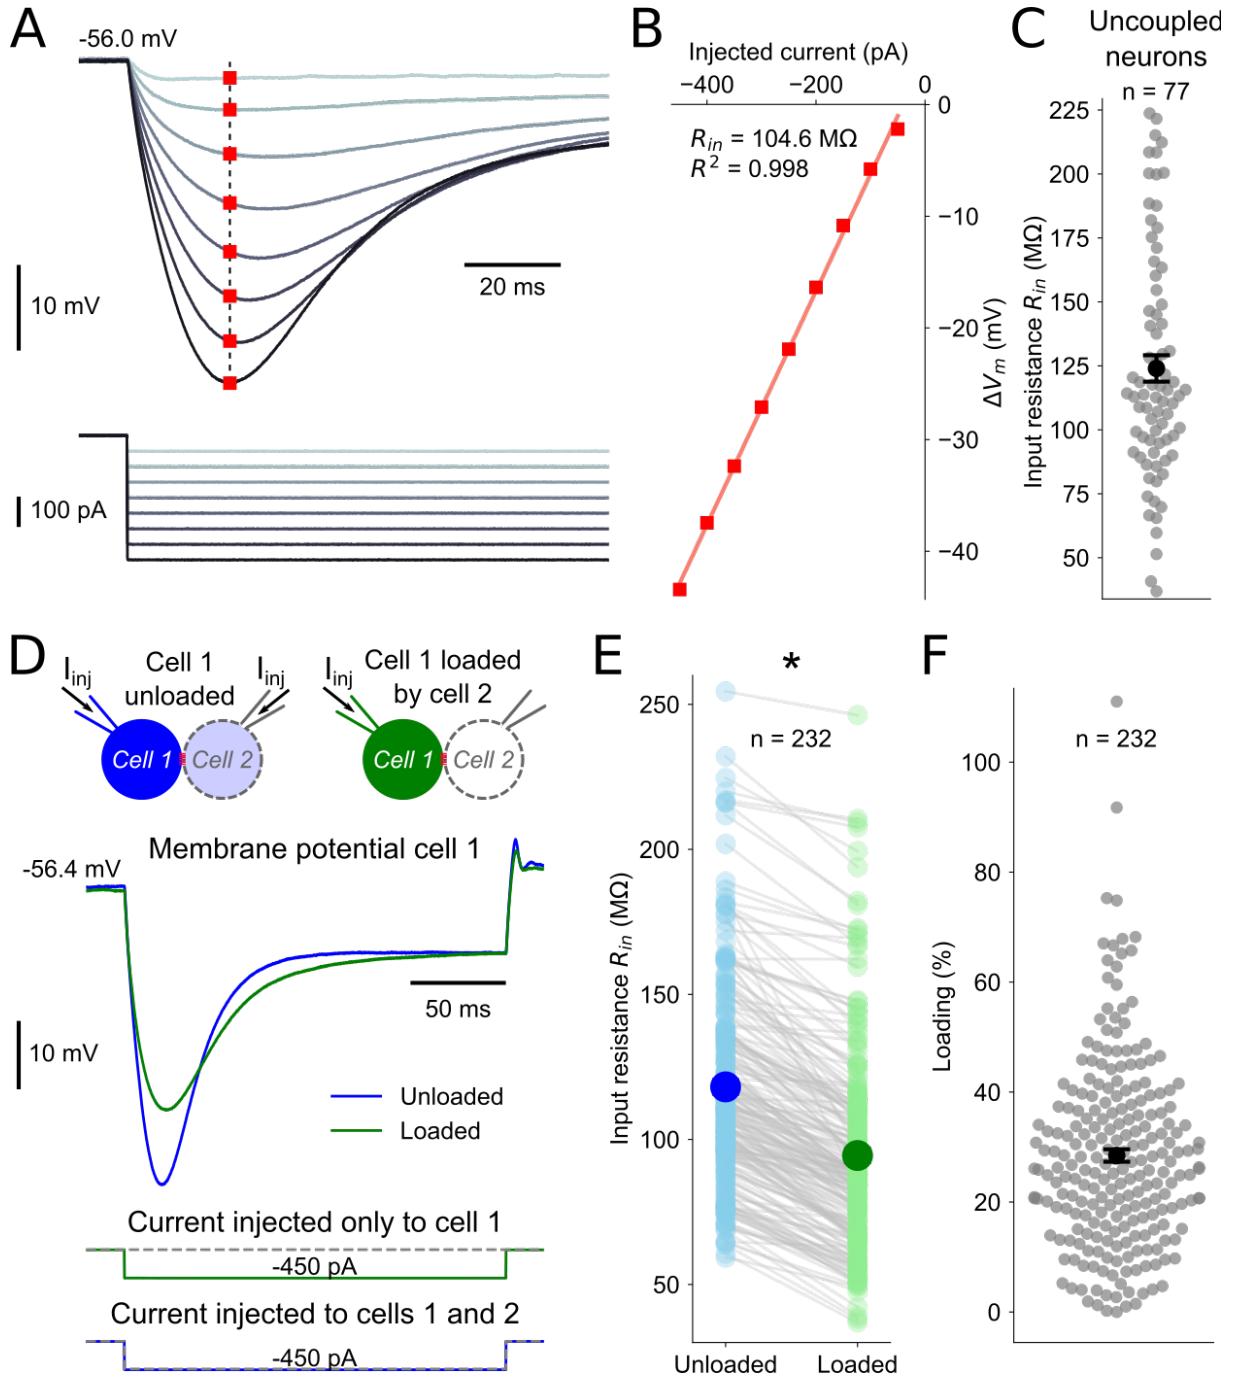 A
-56.0 mV
10 mV
20 ms
100 pA
B
Injected current (pA)
−400
−200
0
0
R_in = 104.6 MΩ
R² = 0.998
−10
−20
−30
−40
ΔV_m (mV)
C
Uncoupled
neurons
n = 77
225
200
175
150
125
100
75
50
Input resistance R_in (MΩ)
D
I_inj
Cell 1
unloaded
I_inj
Cell 1
Cell 2
I_inj
Cell 1 loaded
by cell 2
Cell 1
Cell 2
Membrane potential cell 1
-56.4 mV
10 mV
50 ms
Unloaded
Loaded
Current injected only to cell 1
-450 pA
Current injected to cells 1 and 2
-450 pA
E
*
n = 232
250
200
150
100
50
Input resistance R_in (MΩ)
Unloaded
Loaded
F
n = 232
100
80
60
40
20
0
Loading (%)